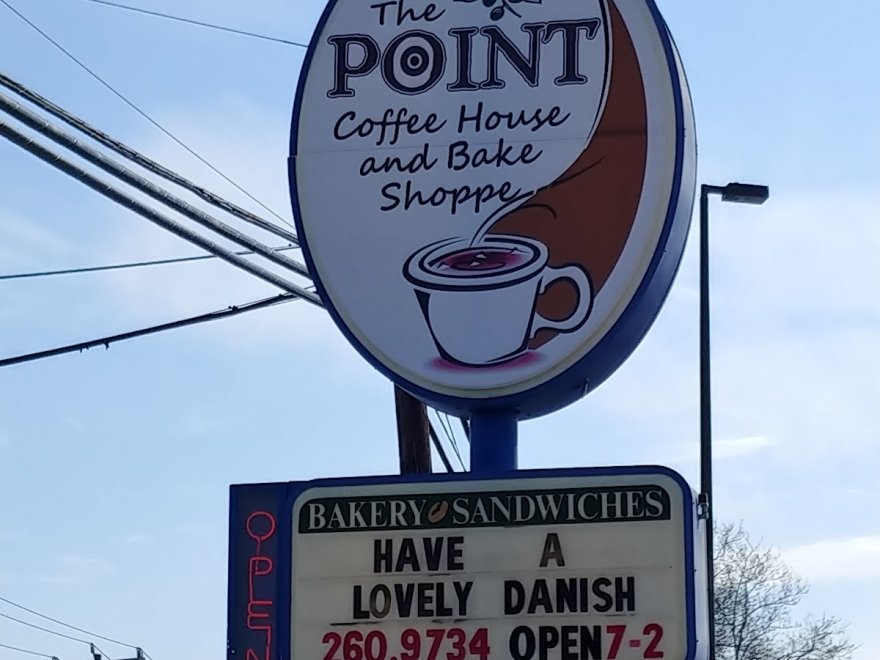 The
POINT
Coffee House
and Bake
Shoppe
BAKERY SANDWICHES
HAVE A
LOVELY DANISH
260.9734 OPEN7-2
OPEN